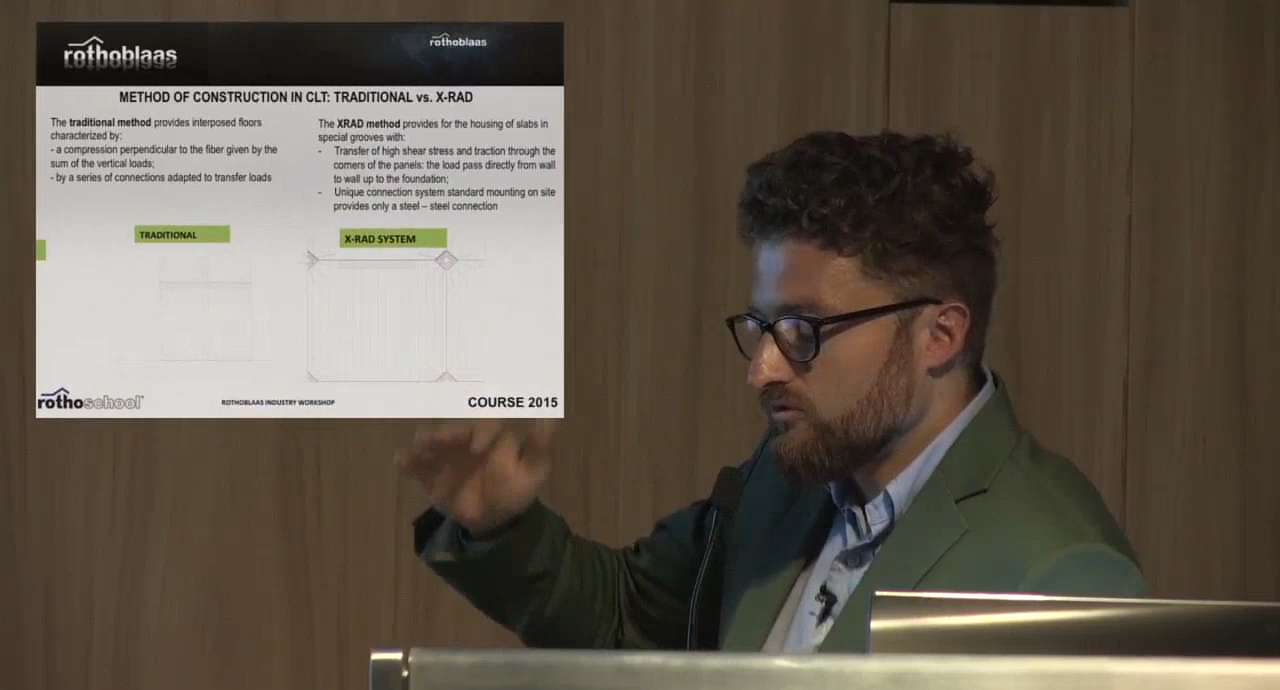 rothoblaas
rothoblaas
METHOD OF CONSTRUCTION IN CLT: TRADITIONAL vs. X-RAD
The traditional method provides interposed floors
characterized by:
- a compression perpendicular to the fiber given by the
sum of the vertical loads;
- by a series of connections adapted to transfer loads
The XRAD method provides for the housing of slabs in
special grooves with:
- Transfer of high shear stress and traction through the
corners of the panels: the load pass directly from wall
to wall up to the foundation;
- Unique connection system standard mounting on site
provides only a steel – steel connection
TRADITIONAL
X-RAD SYSTEM
rothoschool
ROTHOBLAAS INDUSTRY WORKSHOP
COURSE 2015